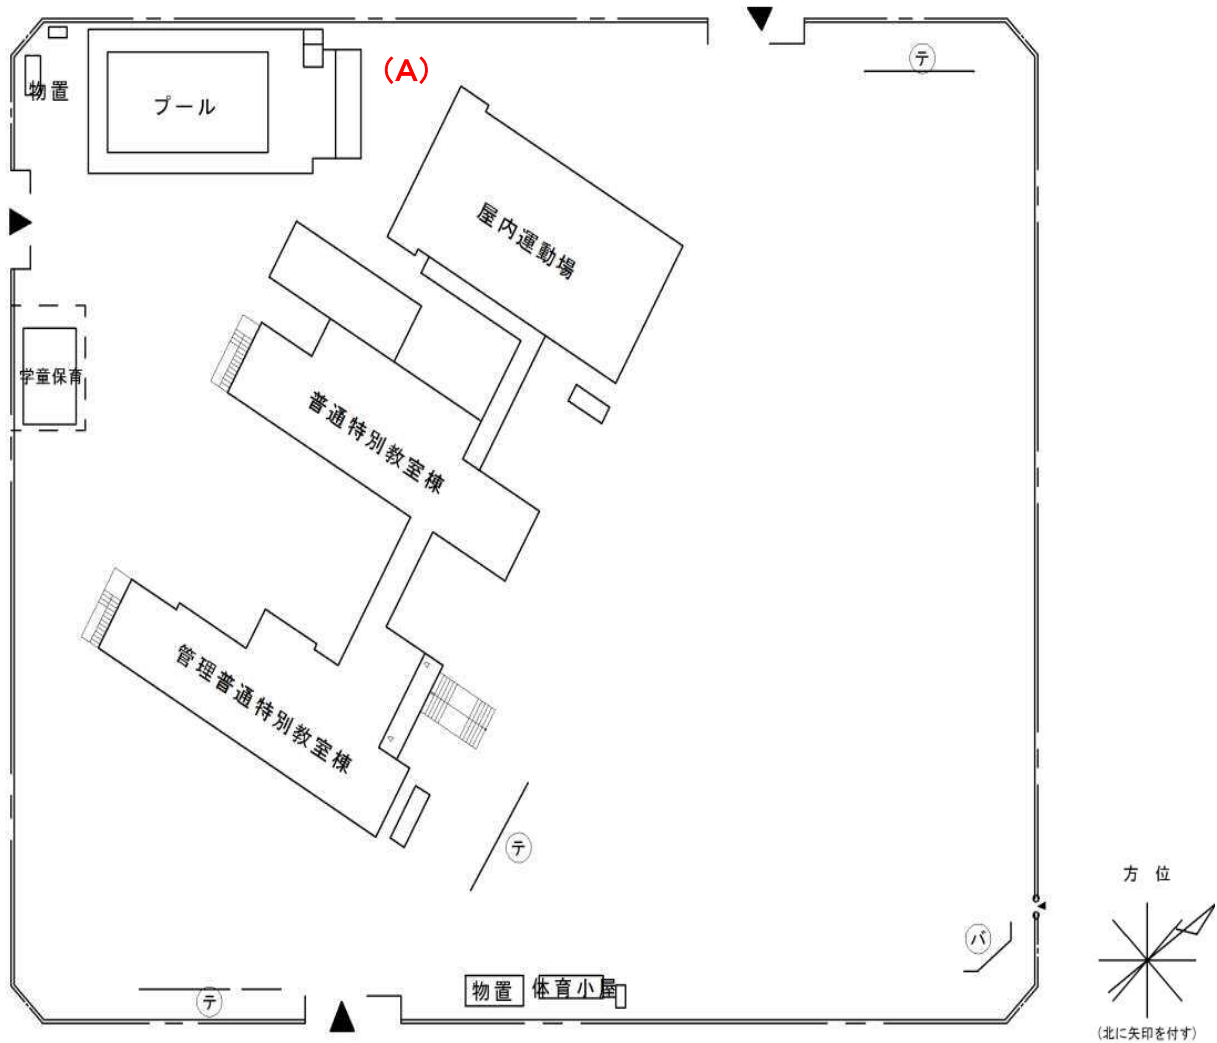 (A)
テ
物置
プール
屋内運動場
学童保育
普通特別教室棟
管理普通特別教室棟
テ
方 位
バ
物置
体育小屋
テ
(北に矢印を付す)